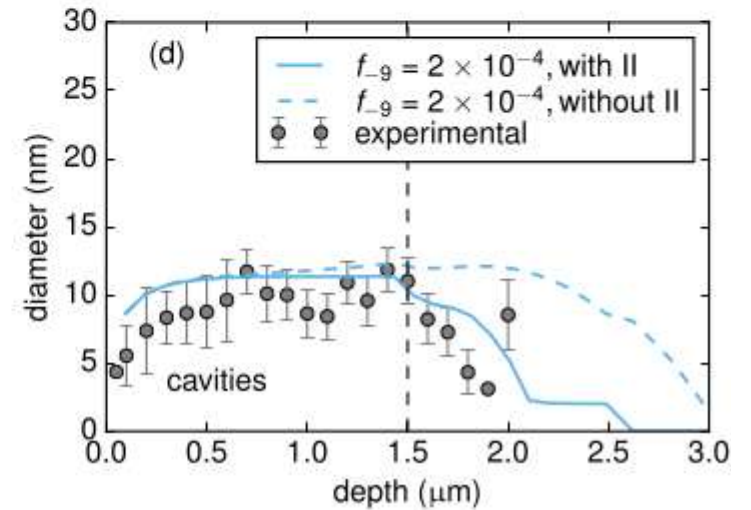 (d)
f₋₉ = 2 × 10⁻⁴, with II
f₋₉ = 2 × 10⁻⁴, without II
experimental
30
25
20
15
10
5
0
diameter (nm)
cavities
0.0 0.5 1.0 1.5 2.0 2.5 3.0
depth (μm)